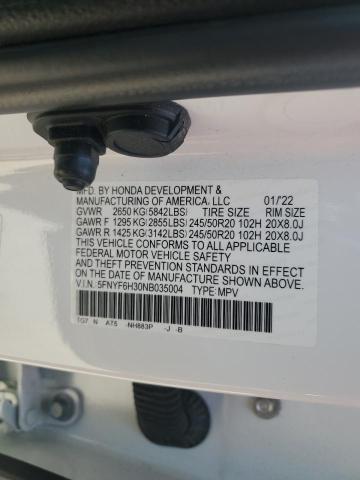 MFD. BY HONDA DEVELOPMENT &
MANUFACTURING OF AMERICA, LLC 01/'22
GVWR 2650 KG(5842LBS) TIRE SIZE RIM SIZE
GAWR F 1295 KG(2855LBS) 245/50R20 102H 20X8.0J
GAWR R 1425 KG(3142LBS) 245/50R20 102H 20X8.0J
THIS VEHICLE CONFORMS TO ALL APPLICABLE
FEDERAL MOTOR VEHICLE SAFETY
STANDARDS IN EFFECT ON THE DATE OF
MANUFACTURE SHOWN ABOVE.
V.I.N. 5FNYF6H30NB035004 TYPE: MPV
TG7 N AT5 -NH883P -J -B